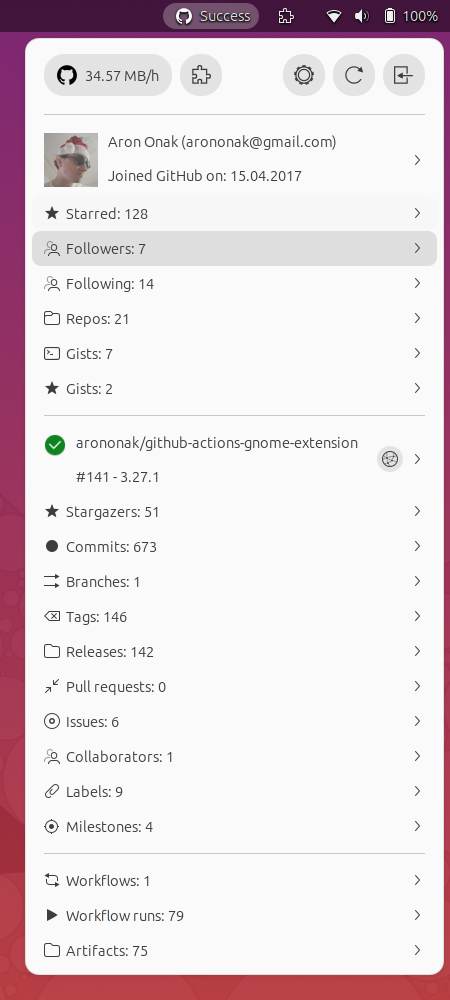 Success
100%
34.57 MB/h
Aron Onak (arononak@gmail.com)
Joined GitHub on: 15.04.2017
Starred: 128
Followers: 7
Following: 14
Repos: 21
Gists: 7
Gists: 2
arononak/github-actions-gnome-extension
#141 - 3.27.1
Stargazers: 51
Commits: 673
Branches: 1
Tags: 146
Releases: 142
Pull requests: 0
Issues: 6
Collaborators: 1
Labels: 9
Milestones: 4
Workflows: 1
Workflow runs: 79
Artifacts: 75